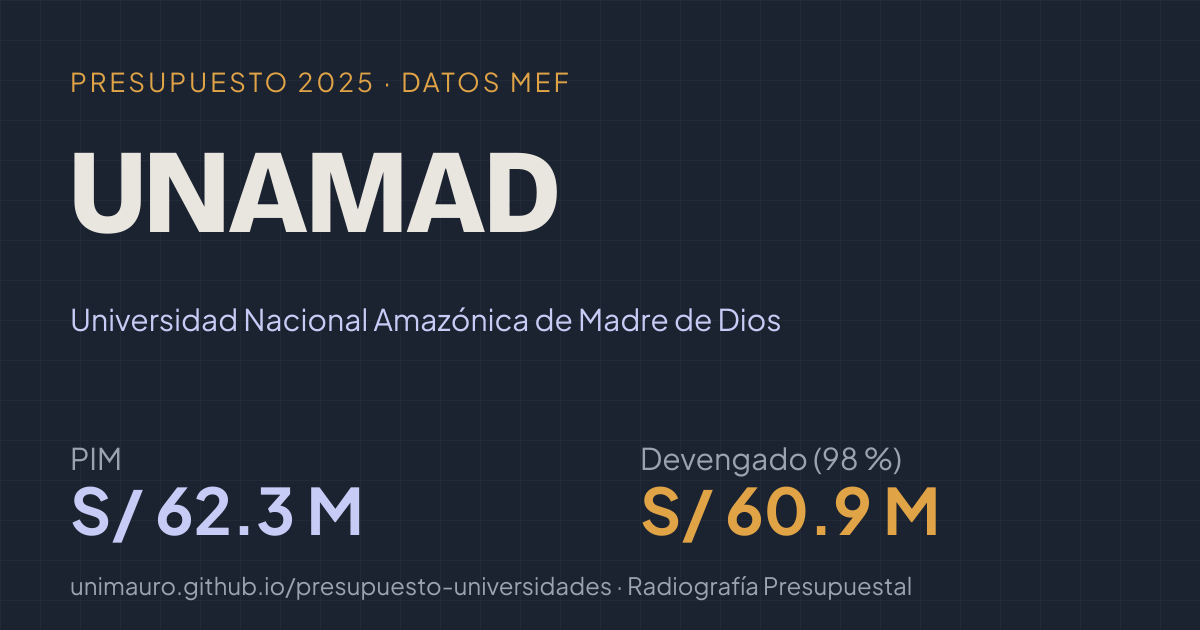 PRESUPUESTO 2025 · DATOS MEF
UNAMAD
Universidad Nacional Amazónica de Madre de Dios
PIM
S/ 62.3 M
Devengado (98 %)
S/ 60.9 M
unimauro.github.io/presupuesto-universidades · Radiografía Presupuestal